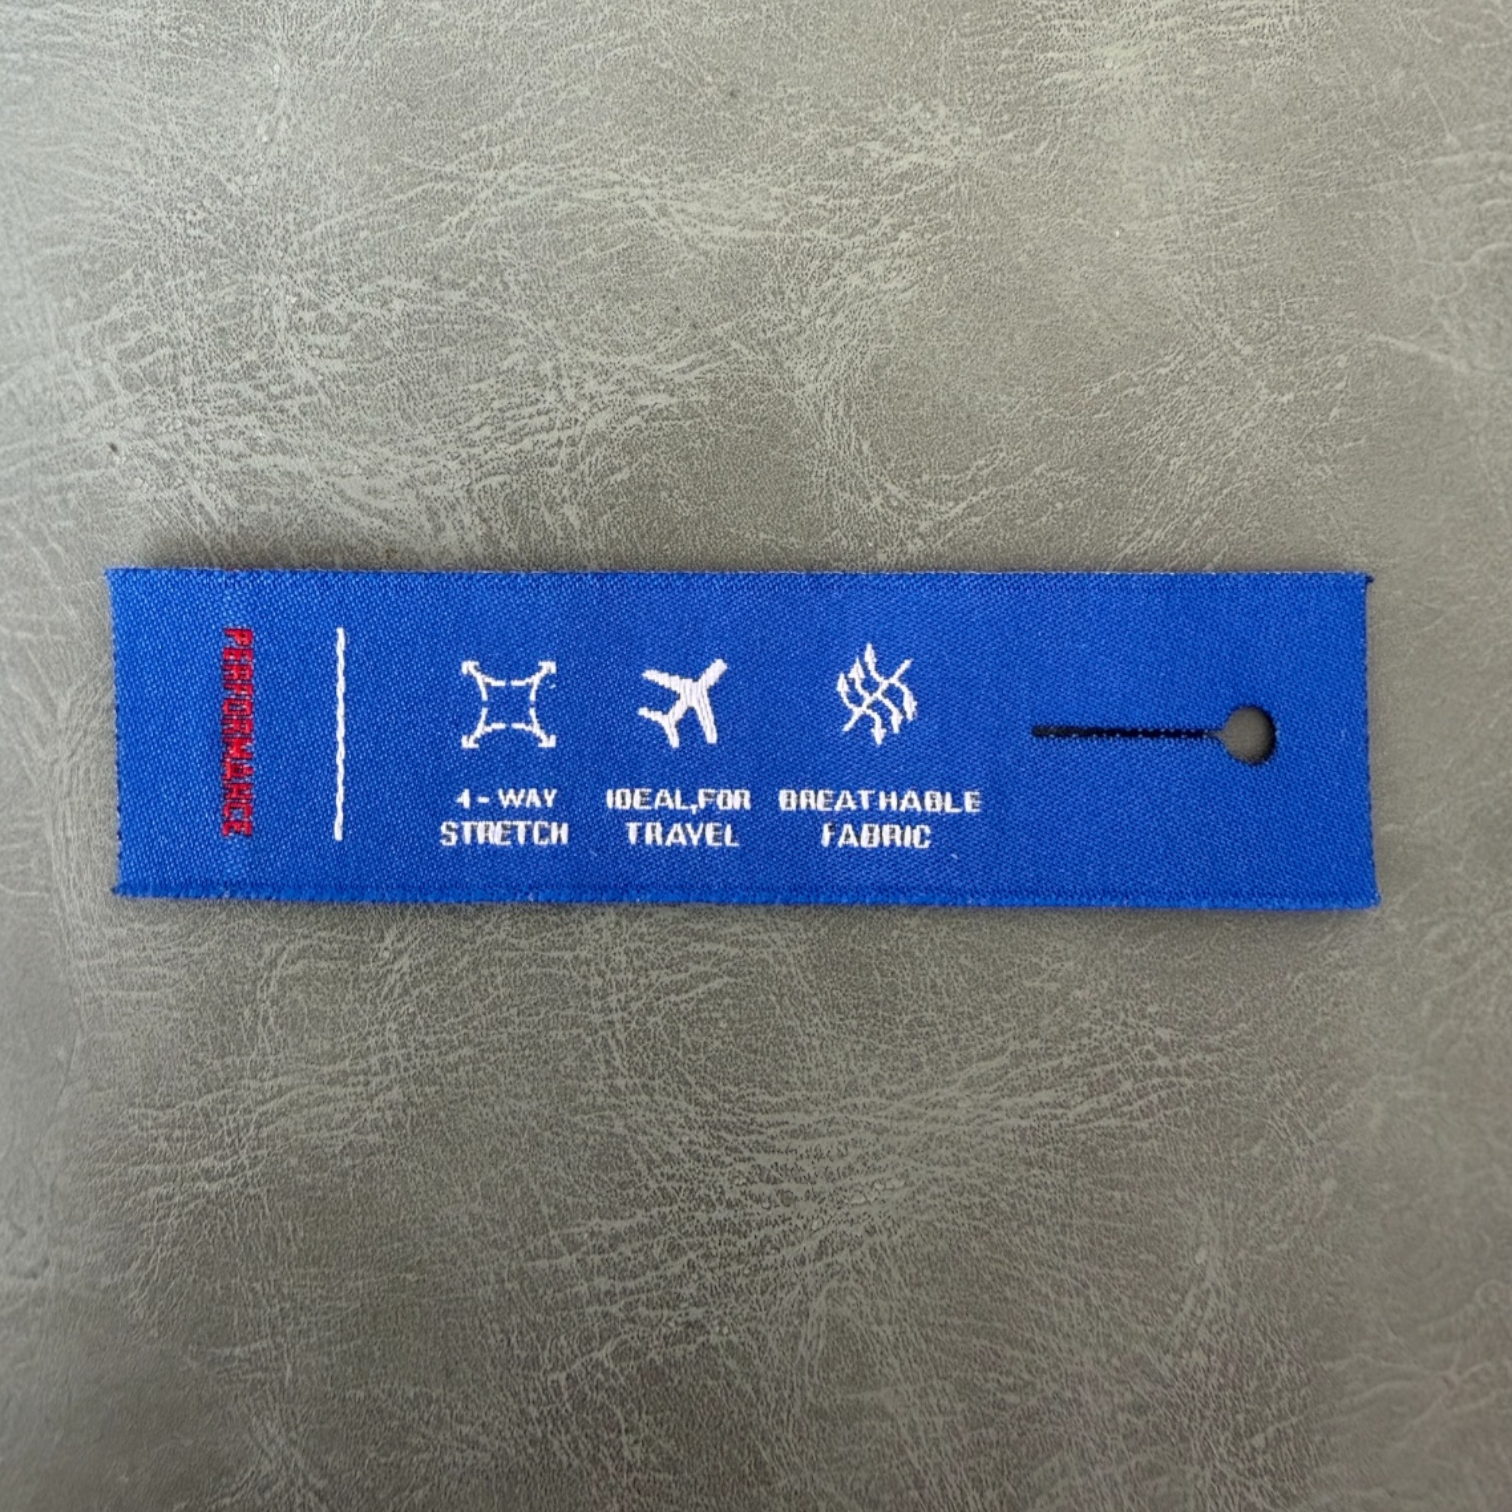 PERFORMANCE
4-WAY
STRETCH
IDEAL,FOR
TRAVEL
BREATHABLE
FABRIC